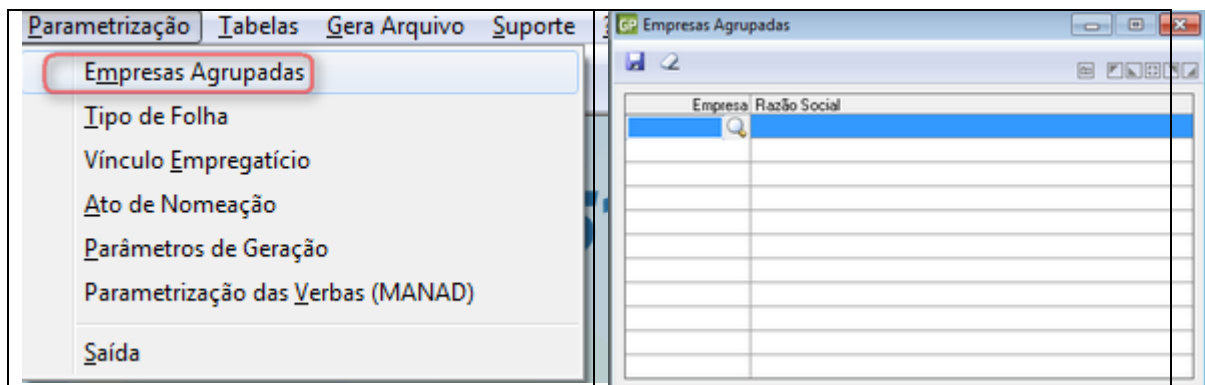 Parametrização Tabelas Gera Arquivo Suporte ?
Empresas Agrupadas
Tipo de Folha
Vínculo Empregatício
Ato de Nomeação
Parâmetros de Geração
Parametrização das Verbas (MANAD)
Saída
GP Empresas Agrupadas
Empresa Razão Social